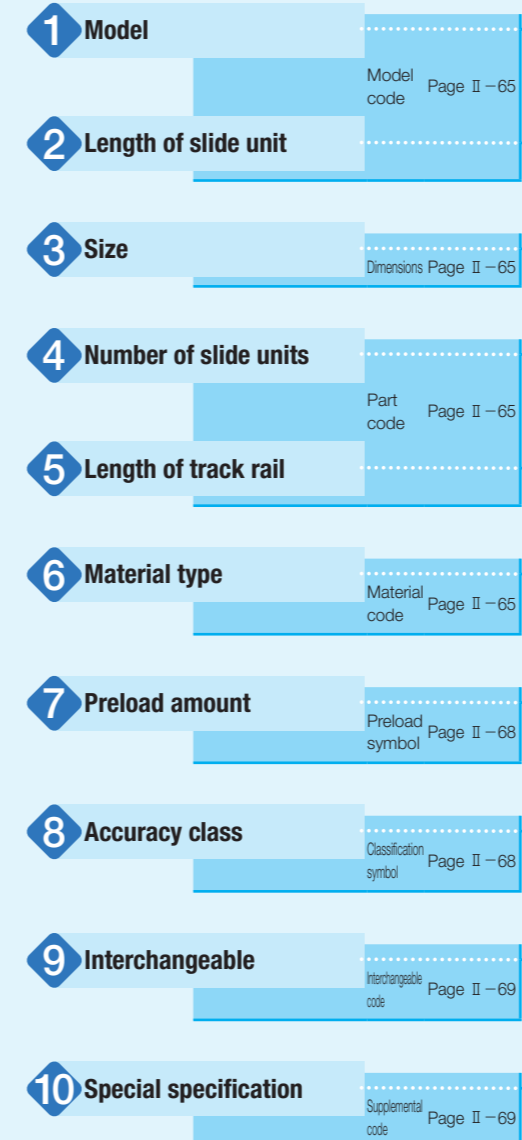 1 Model
Model
code
Page Ⅱ－65
2 Length of slide unit
3 Size
Dimensions Page Ⅱ－65
4 Number of slide units
Part
code
Page Ⅱ－65
5 Length of track rail
6 Material type
Material
code
Page Ⅱ－65
7 Preload amount
Preload
symbol
Page Ⅱ－68
8 Accuracy class
Classification
symbol
Page Ⅱ－68
9 Interchangeable
Interchangeable
code
Page Ⅱ－69
10 Special specification
Supplemental
code
Page Ⅱ－69